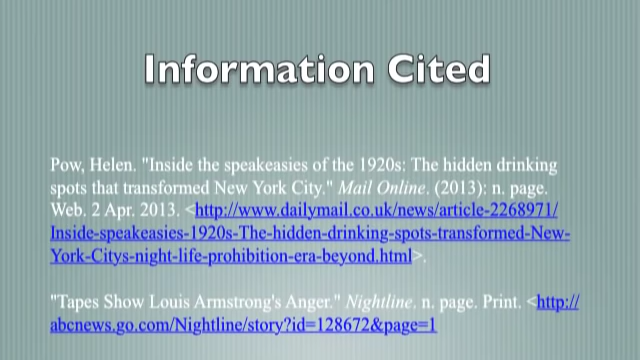 Information Cited
Pow, Helen. "Inside the speakeasies of the 1920s: The hidden drinking
spots that transformed New York City." Mail Online. (2013): n. page.
Web. 2 Apr. 2013. <http://www.dailymail.co.uk/news/article-2268971/
Inside-speakeasies-1920s-The-hidden-drinking-spots-transformed-New-
York-Citys-night-life-prohibition-era-beyond.html>.
"Tapes Show Louis Armstrong's Anger." Nightline. n. page. Print. <http://
abcnews.go.com/Nightline/story?id=128672&page=1